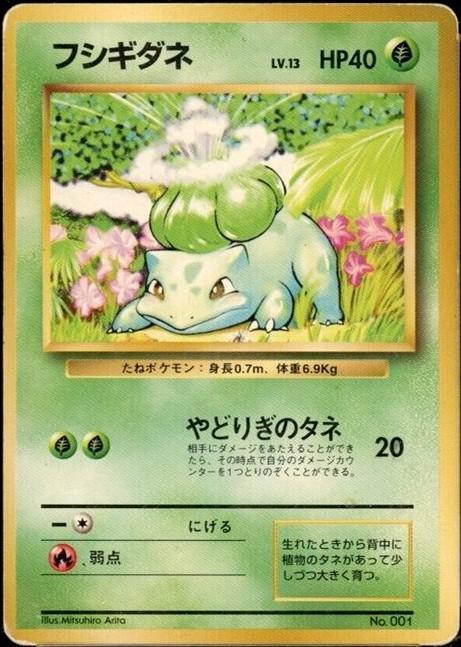 フシギダネ LV.13 HP40
たねポケモン：身長0.7m、体重6.9Kg
やどりぎのタネ 20
相手にダメージをあたえることができ
たら、その時点で自分のダメージカウ
ンターを1つとりのぞくことができる。
ー にげる
、弱点
生れたときから背中に
植物のタネがあって少
しづつ大きく育つ。
Illus.Mitsuhiro Arita No.001